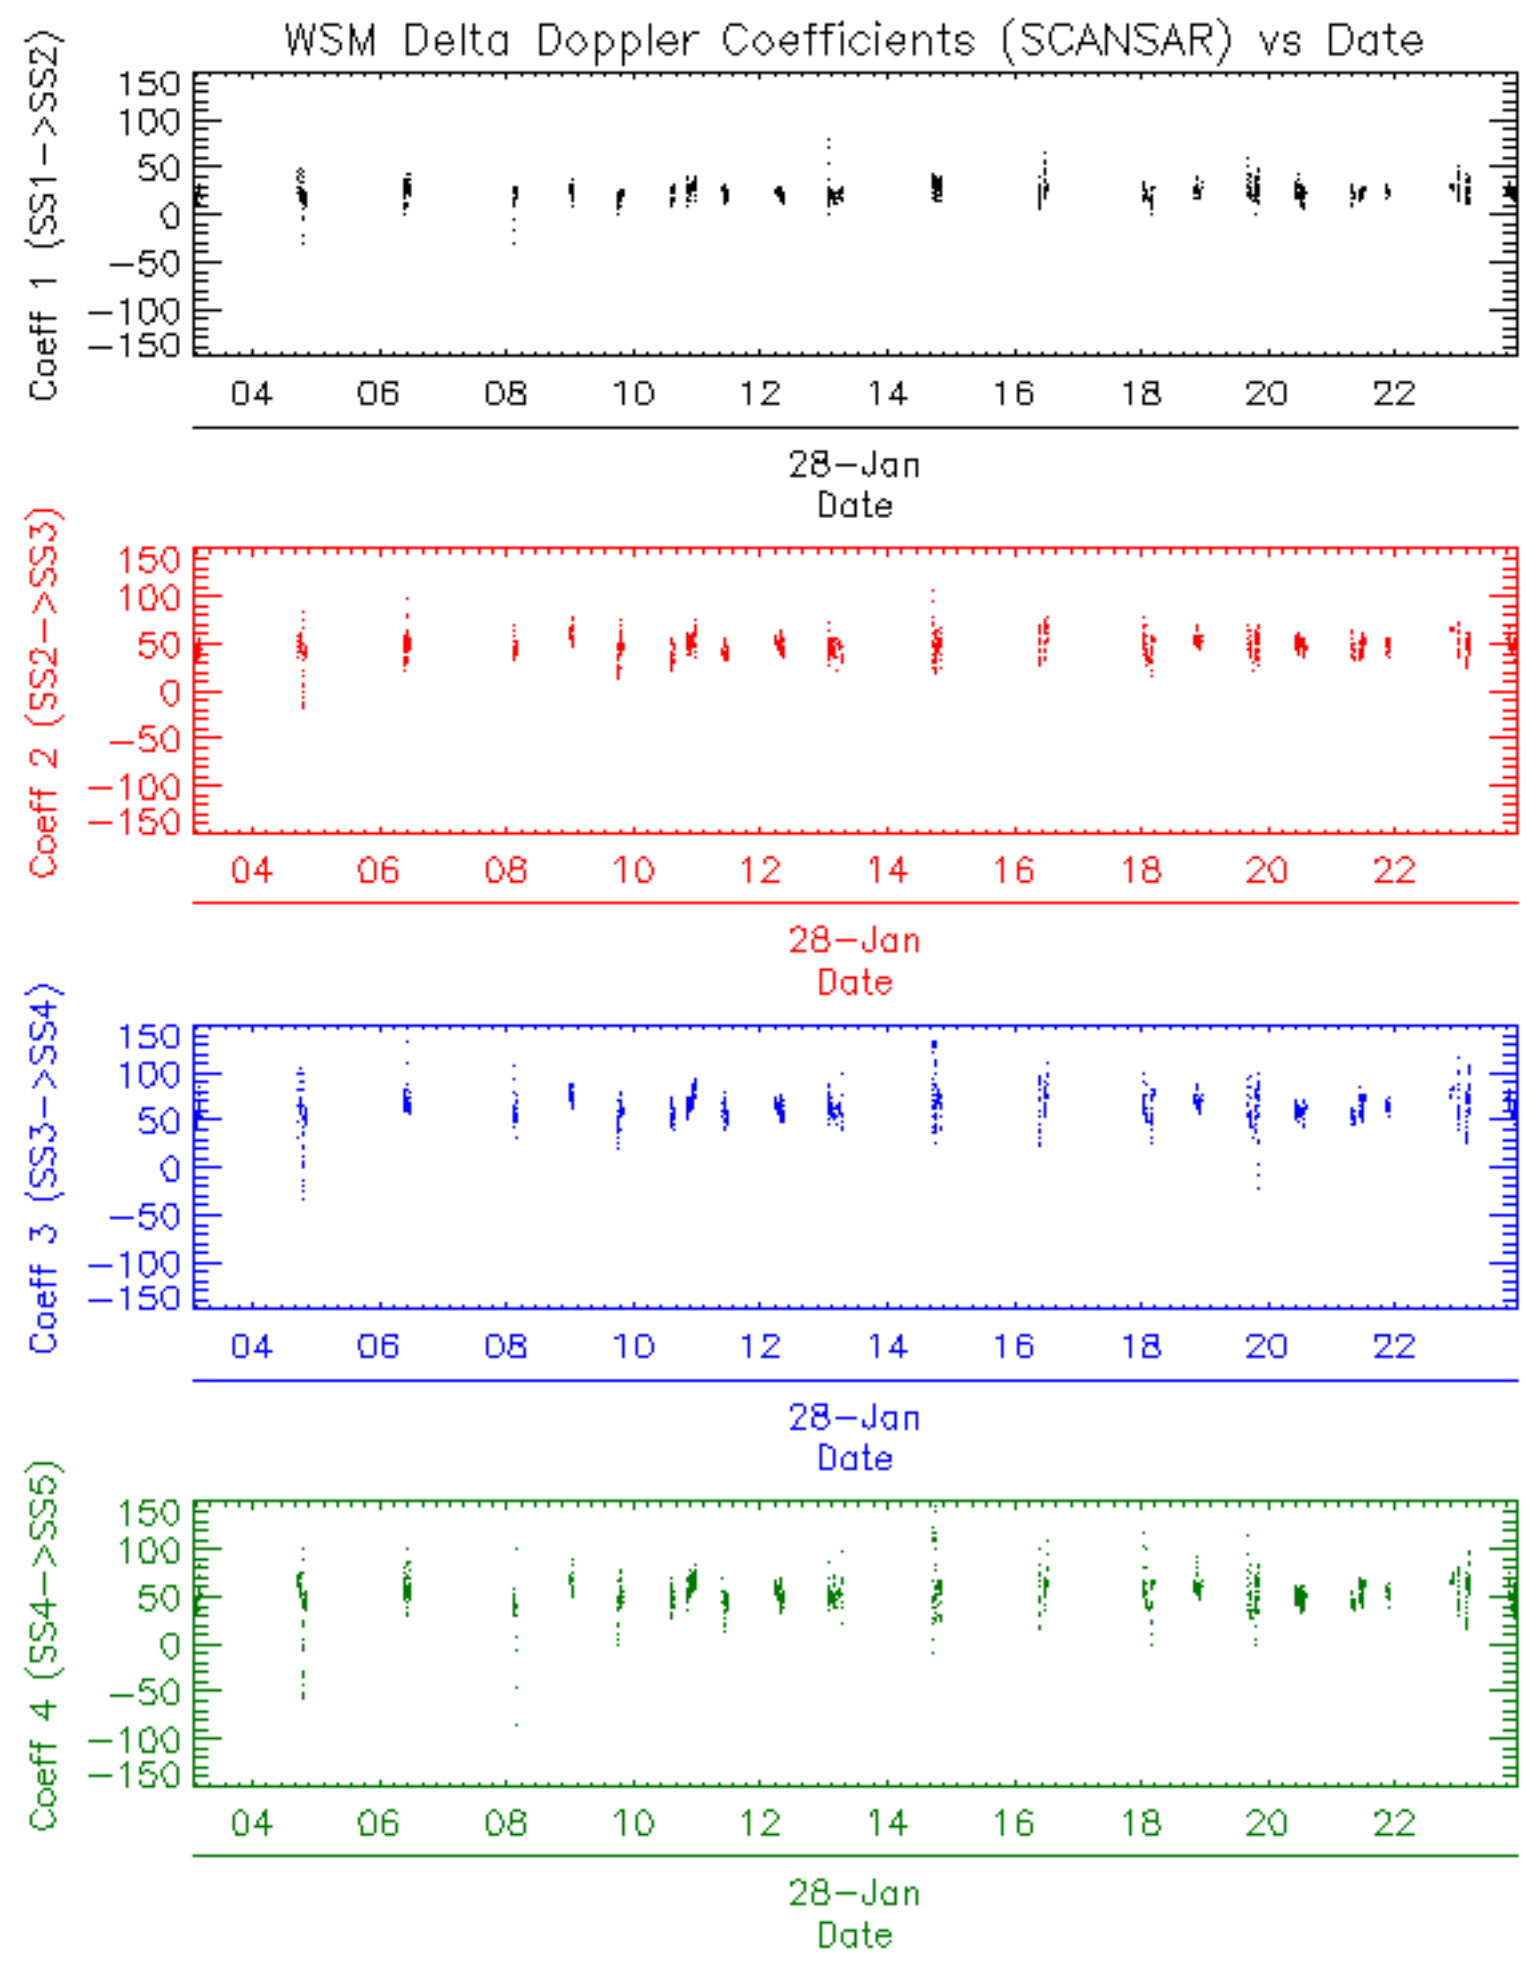 WSM Delta Doppler Coefficients (SCANSAR) vs Date
Coeff 1 (SS1->SS2)
150
100
50
0
-50
-100
-150
04 06 08 10 12 14 16 18 20 22
28-Jan
Date
Coeff 2 (SS2->SS3)
150
100
50
0
-50
-100
-150
04 06 08 10 12 14 16 18 20 22
28-Jan
Date
Coeff 3 (SS3->SS4)
150
100
50
0
-50
-100
-150
04 06 08 10 12 14 16 18 20 22
28-Jan
Date
Coeff 4 (SS4->SS5)
150
100
50
0
-50
-100
-150
04 06 08 10 12 14 16 18 20 22
28-Jan
Date